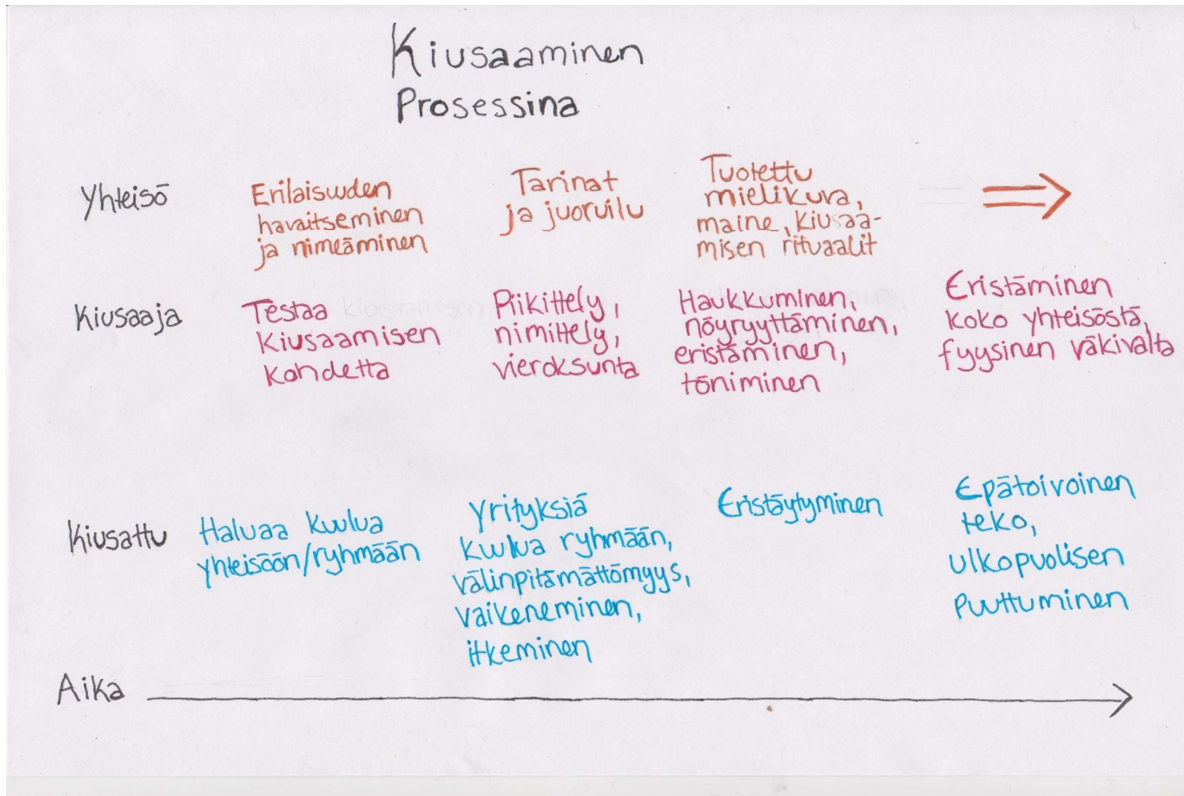 Kiusaaminen
Prosessina
Yhteisö
Erilaisuuden
havaitseminen
ja nimeäminen
Tarinat
ja juoruilu
Tuotettu
mielikuva,
maine, kiusaa-
misen rituaalit
Kiusaaja
Testaa
kiusaamisen
kohdetta
Piikittely,
nimittely,
vieroksunta
Haukkuminen,
nöyryyttäminen,
eristäminen,
töniminen
Eristäminen
koko yhteisöstä,
fyysinen väkivalta
Kiusattu
Haluaa kuulua
yhteisöön/ryhmään
Yrityksiä
kuulua ryhmään,
välinpitämättömyys,
vaikeneminen,
itkeminen
Eristäytyminen
Epätoivoinen
teko,
ulkopuolisen
puuttuminen
Aika